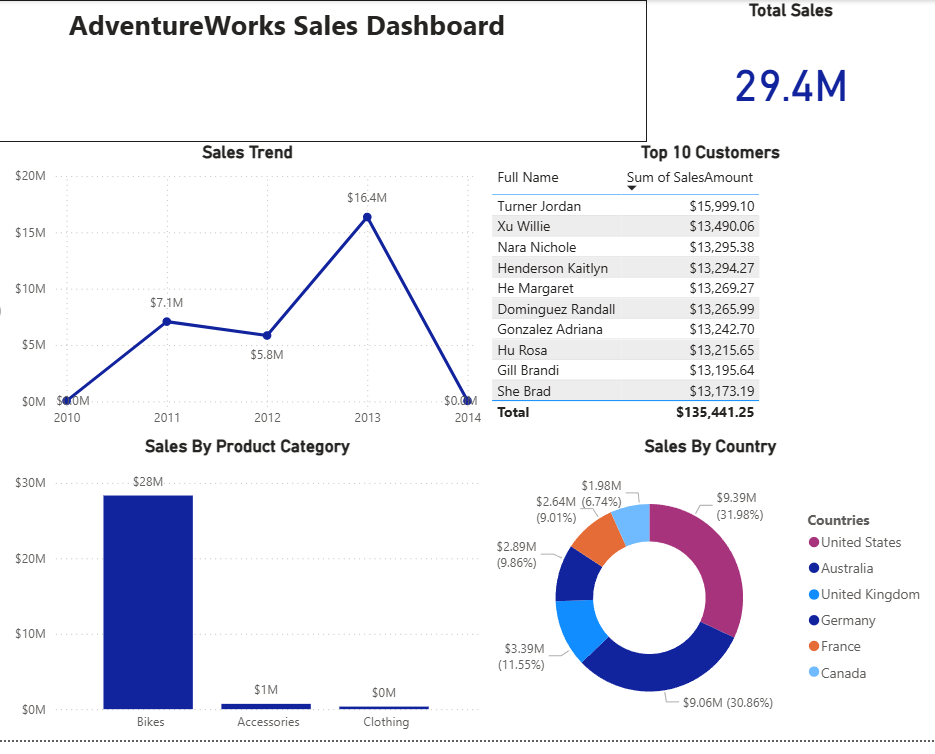 AdventureWorks Sales Dashboard
Total Sales
29.4M
Sales Trend
$20M
$15M
$10M
$5M
$0M
$0.0M
$7.1M
$5.8M
$16.4M
$0.0M
2010 2011 2012 2013 2014
Top 10 Customers
Full Name Sum of SalesAmount
Turner Jordan $15,999.10
Xu Willie $13,490.06
Nara Nichole $13,295.38
Henderson Kaitlyn $13,294.27
He Margaret $13,269.27
Dominguez Randall $13,265.99
Gonzalez Adriana $13,242.70
Hu Rosa $13,215.65
Gill Brandi $13,195.64
She Brad $13,173.19
Total $135,441.25
Sales By Product Category
$30M
$20M
$10M
$0M
$28M
$1M
$0M
Bikes Accessories Clothing
Sales By Country
$9.39M
(31.98%)
$9.06M (30.86%)
$3.39M
(11.55%)
$2.89M
(9.86%)
$2.64M
(9.01%)
$1.98M
(6.74%)
Countries
United States
Australia
United Kingdom
Germany
France
Canada